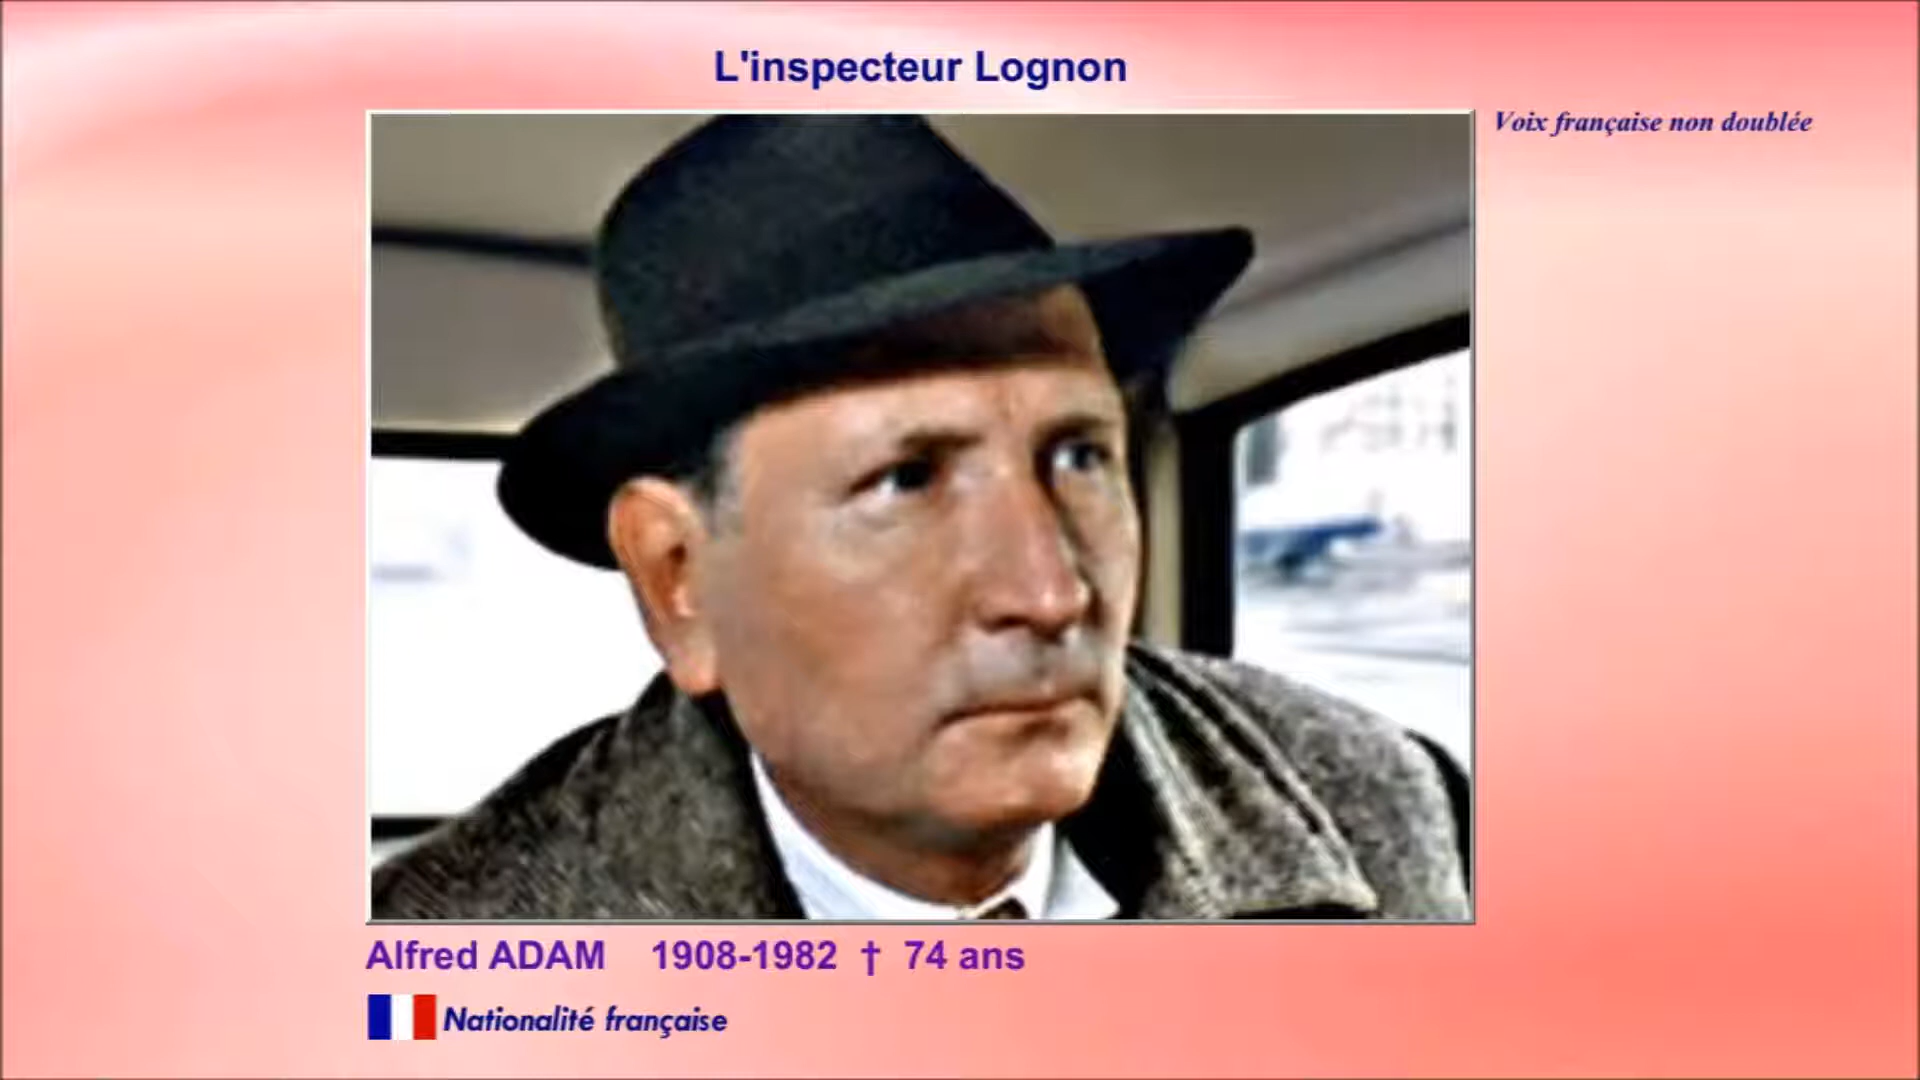 L'inspecteur Lognon
Voix française non doublée
Alfred ADAM 1908-1982 † 74 ans
Nationalité française